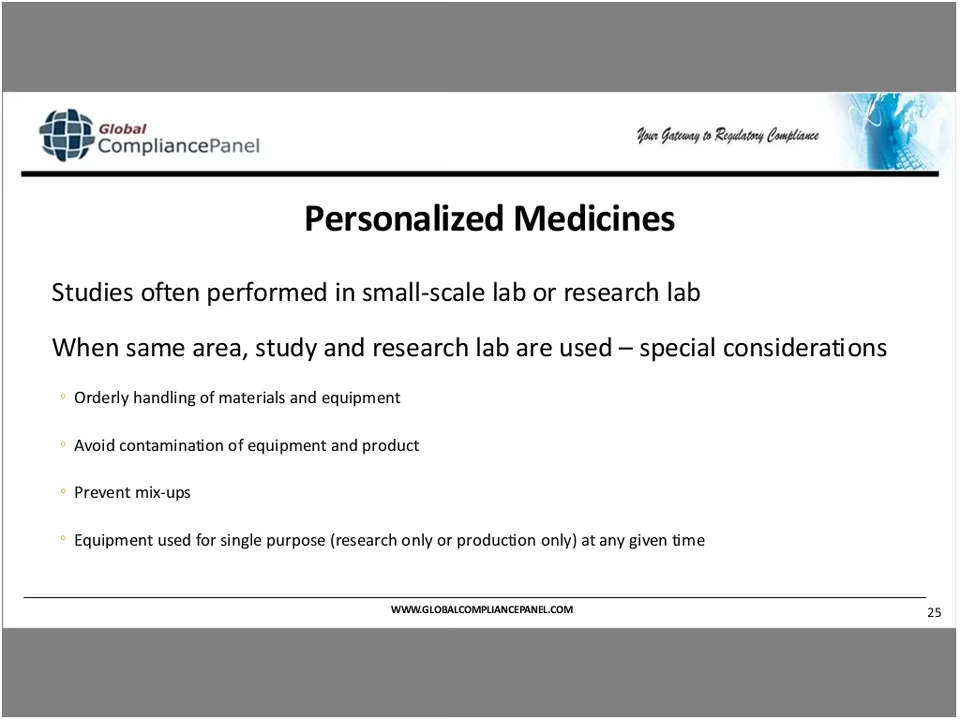 Global
CompliancePanel
Your Gateway to Regulatory Compliance
Personalized Medicines
Studies often performed in small-scale lab or research lab
When same area, study and research lab are used – special considerations
◦ Orderly handling of materials and equipment
◦ Avoid contamination of equipment and product
◦ Prevent mix-ups
◦ Equipment used for single purpose (research only or production only) at any given time
WWW.GLOBALCOMPLIANCEPANEL.COM
25